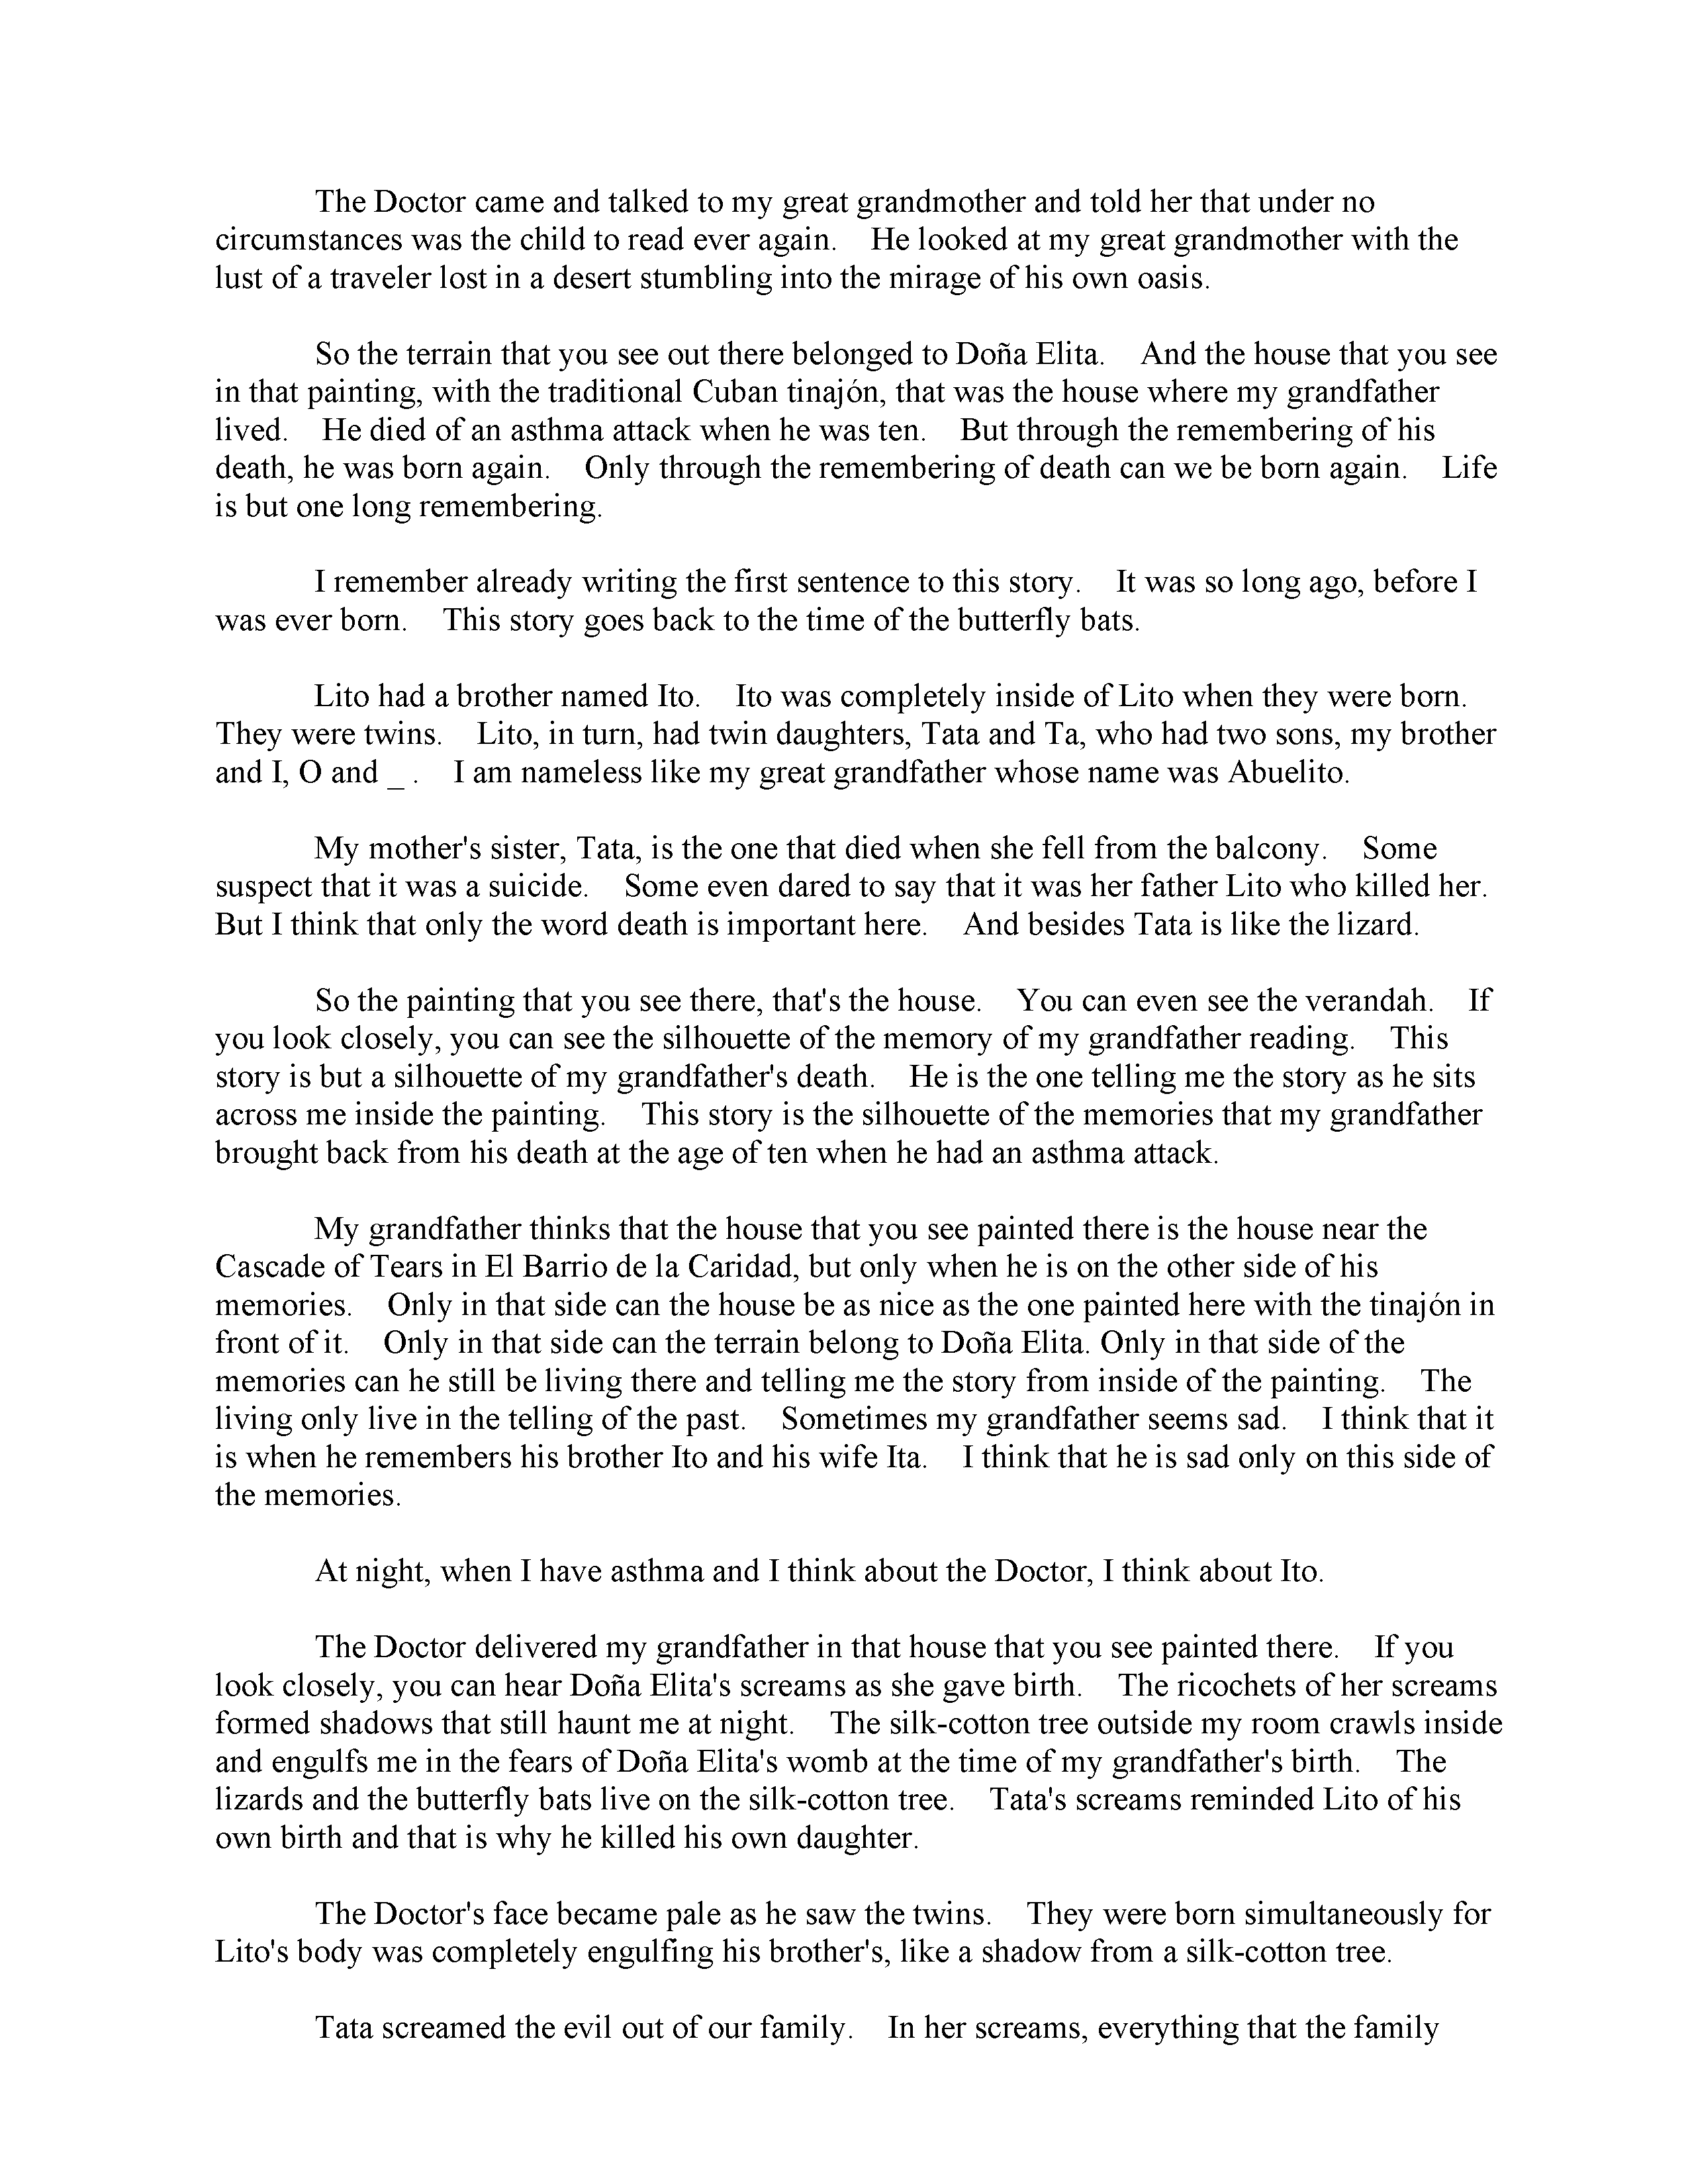 The Doctor came and talked to my great grandmother and told her that under no
circumstances was the child to read ever again. He looked at my great grandmother with the
lust of a traveler lost in a desert stumbling into the mirage of his own oasis.
So the terrain that you see out there belonged to Doña Elita. And the house that you see
in that painting, with the traditional Cuban tinajón, that was the house where my grandfather
lived. He died of an asthma attack when he was ten. But through the remembering of his
death, he was born again. Only through the remembering of death can we be born again. Life
is but one long remembering.
I remember already writing the first sentence to this story. It was so long ago, before I
was ever born. This story goes back to the time of the butterfly bats.
Lito had a brother named Ito. Ito was completely inside of Lito when they were born.
They were twins. Lito, in turn, had twin daughters, Tata and Ta, who had two sons, my brother
and I, O and _ . I am nameless like my great grandfather whose name was Abuelito.
My mother's sister, Tata, is the one that died when she fell from the balcony. Some
suspect that it was a suicide. Some even dared to say that it was her father Lito who killed her.
But I think that only the word death is important here. And besides Tata is like the lizard.
So the painting that you see there, that's the house. You can even see the verandah. If
you look closely, you can see the silhouette of the memory of my grandfather reading. This
story is but a silhouette of my grandfather's death. He is the one telling me the story as he sits
across me inside the painting. This story is the silhouette of the memories that my grandfather
brought back from his death at the age of ten when he had an asthma attack.
My grandfather thinks that the house that you see painted there is the house near the
Cascade of Tears in El Barrio de la Caridad, but only when he is on the other side of his
memories. Only in that side can the house be as nice as the one painted here with the tinajón in
front of it. Only in that side can the terrain belong to Doña Elita. Only in that side of the
memories can he still be living there and telling me the story from inside of the painting. The
living only live in the telling of the past. Sometimes my grandfather seems sad. I think that it
is when he remembers his brother Ito and his wife Ita. I think that he is sad only on this side of
the memories.
At night, when I have asthma and I think about the Doctor, I think about Ito.
The Doctor delivered my grandfather in that house that you see painted there. If you
look closely, you can hear Doña Elita's screams as she gave birth. The ricochets of her screams
formed shadows that still haunt me at night. The silk-cotton tree outside my room crawls inside
and engulfs me in the fears of Doña Elita's womb at the time of my grandfather's birth. The
lizards and the butterfly bats live on the silk-cotton tree. Tata's screams reminded Lito of his
own birth and that is why he killed his own daughter.
The Doctor's face became pale as he saw the twins. They were born simultaneously for
Lito's body was completely engulfing his brother's, like a shadow from a silk-cotton tree.
Tata screamed the evil out of our family. In her screams, everything that the family